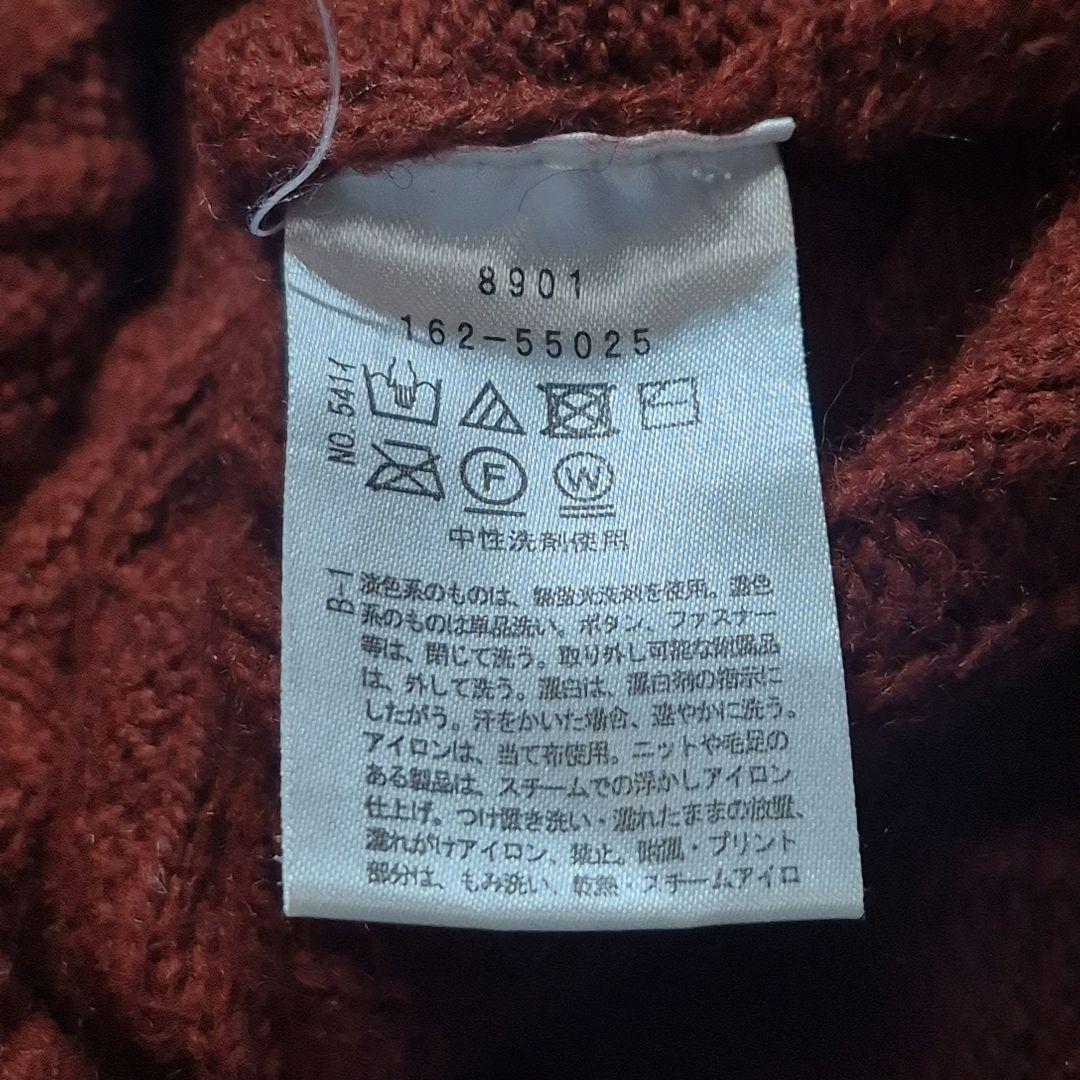 8901
162-55025
NO.5411
F
W
中性洗剤使用
B-1
淡色系のものは、無蛍光洗剤を使用。濃色
系のものは単品洗い。ボタン、ファスナー
等は、閉じて洗う。取り外し可能な附属品
は、外して洗う。漂白は、漂白剤の指示に
したがう。汗をかいた場合、速やかに洗う。
アイロンは、当て布使用。ニットや毛足の
ある製品は、スチームでの浮かしアイロン
仕上げ。つけ置き洗い・濡れたままの放置、
濡れがけアイロン、禁止。附属・プリント
部分は、もみ洗い、乾熱・スチームアイロ